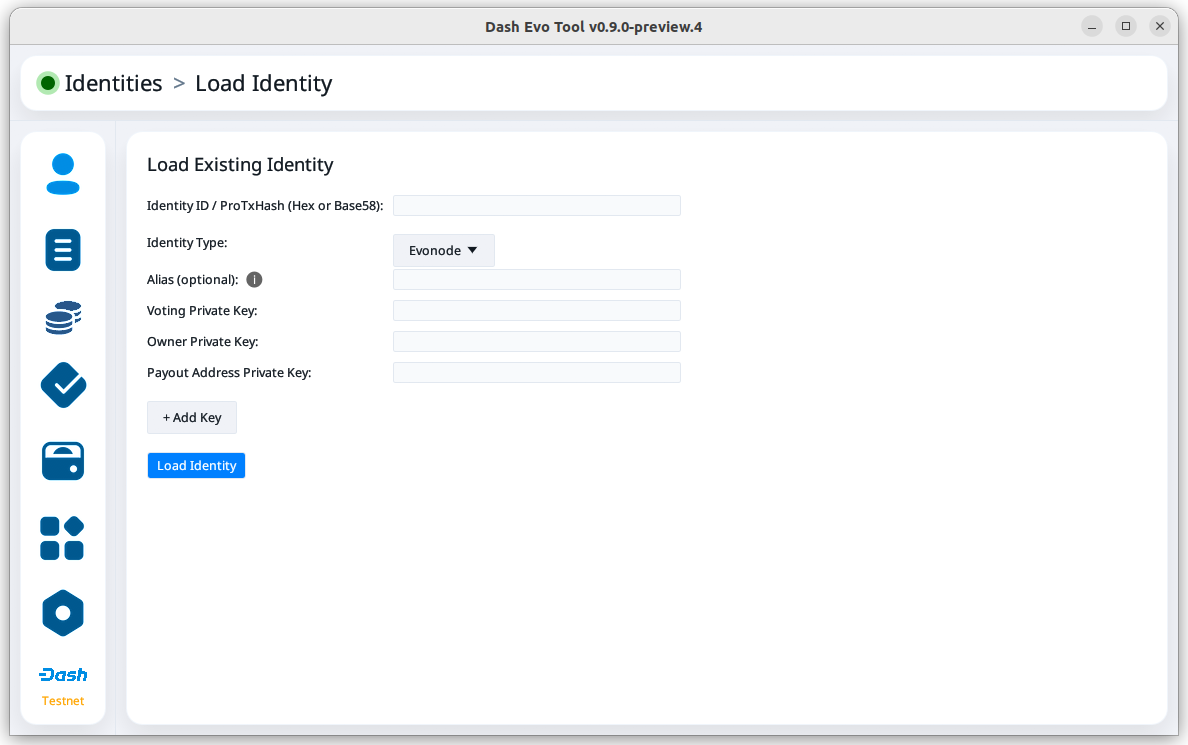 Dash Evo Tool v0.9.0-preview.4
Identities > Load Identity
Load Existing Identity
Identity ID / ProTxHash (Hex or Base58):
Identity Type:
Evonode
Alias (optional): i
Voting Private Key:
Owner Private Key:
Payout Address Private Key:
+ Add Key
Load Identity
Dash
Testnet